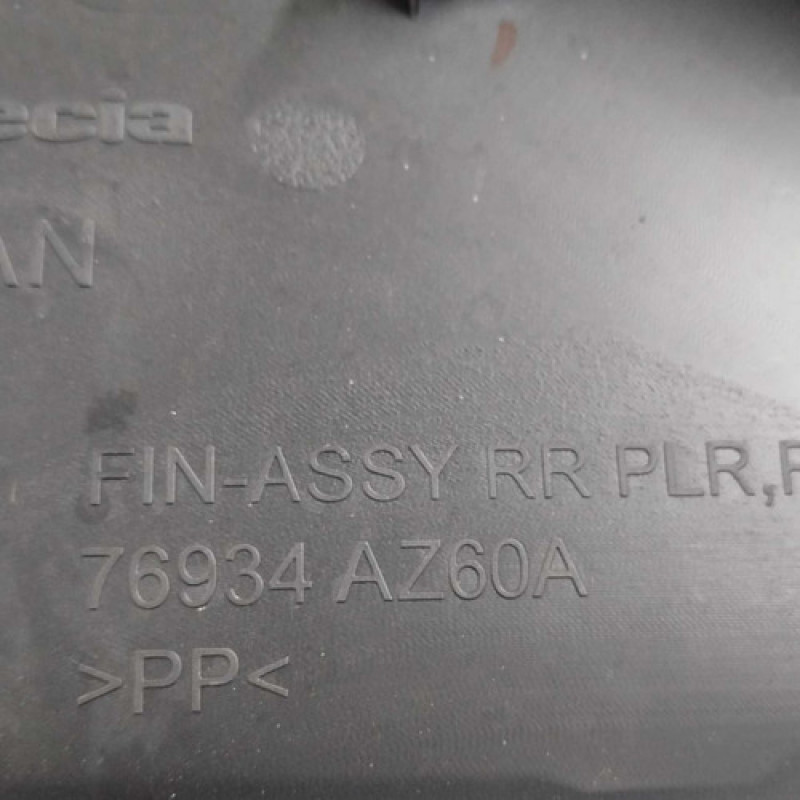 ecia
AN
FIN-ASSY RR PLR,
76934 AZ60A
>PP<